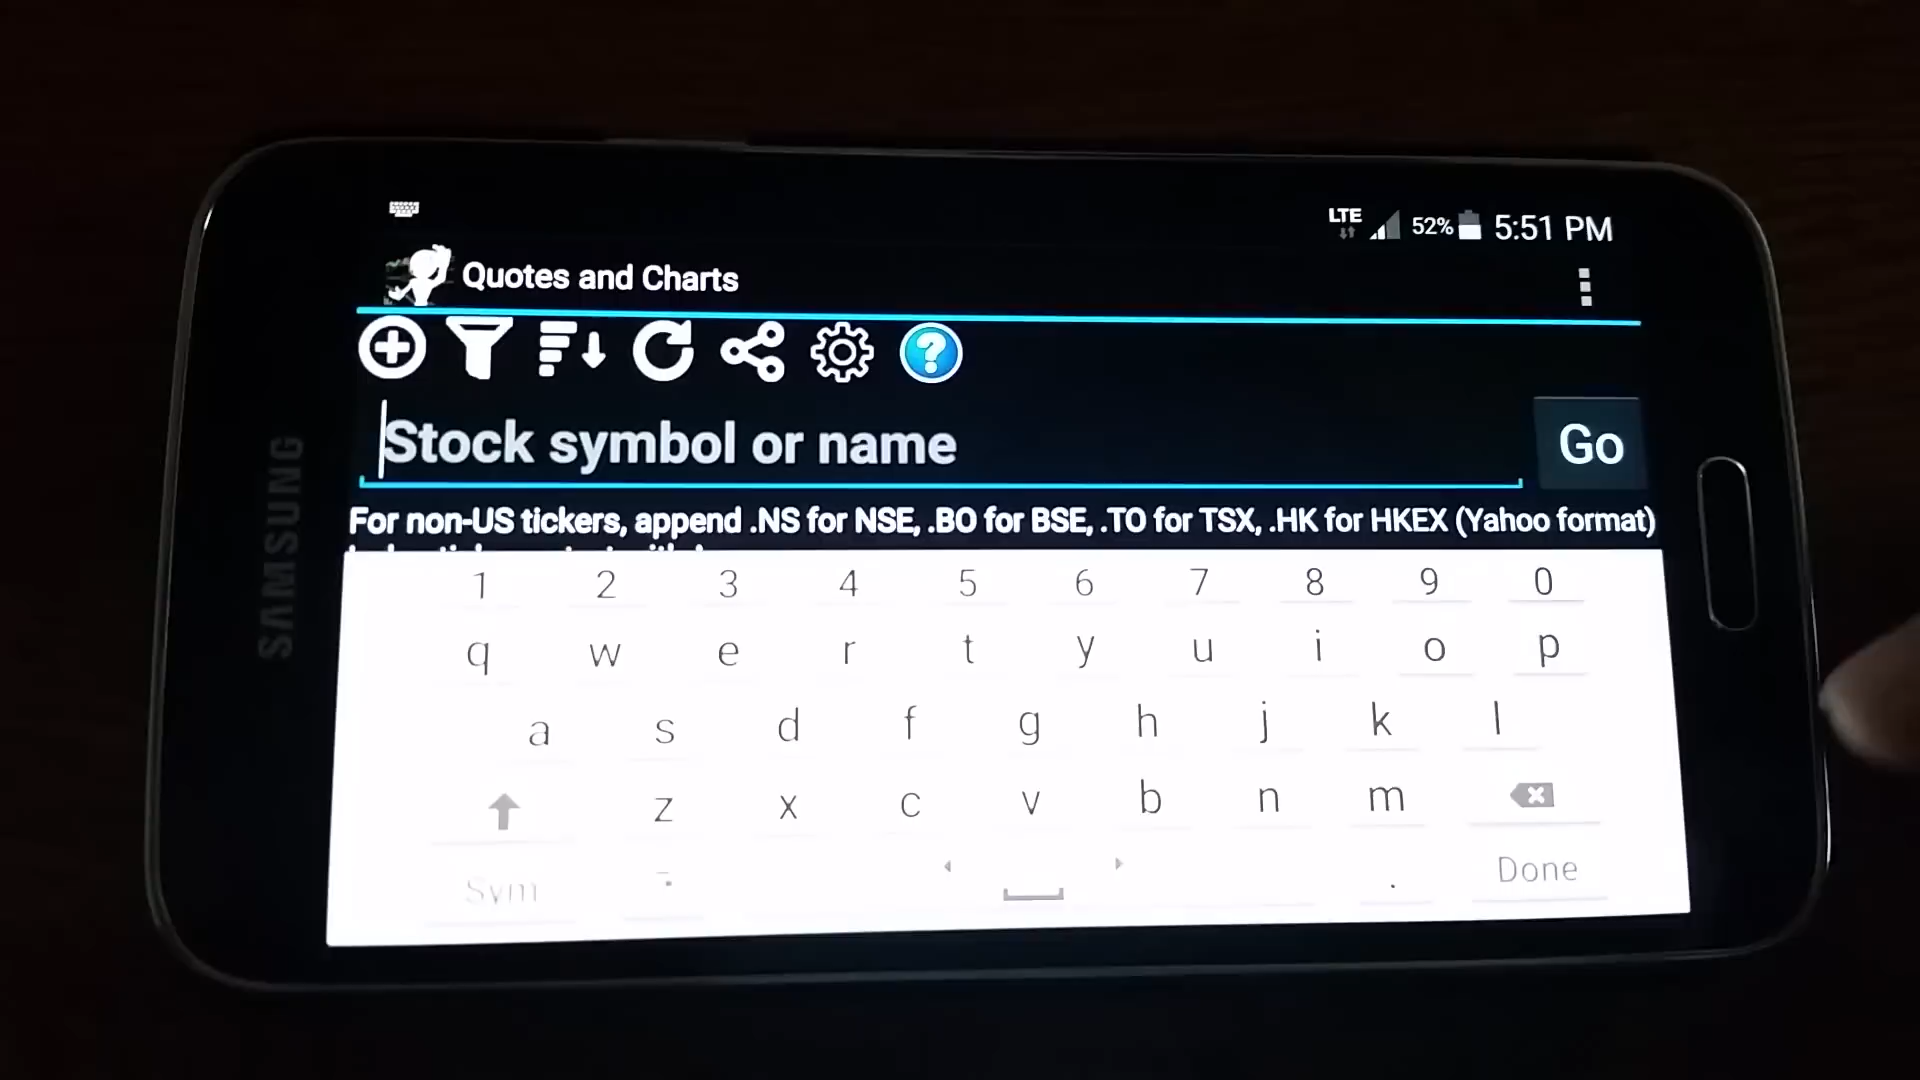 LTE 52% 5:51 PM
Quotes and Charts
?
Stock symbol or name
Go
For non-US tickers, append .NS for NSE, .BO for BSE, .TO for TSX, .HK for HKEX (Yahoo format)
1 2 3 4 5 6 7 8 9 0
q w e r t y u i o p
a s d f g h j k l
z x c v b n m
Sym . Done
SAMSUNG